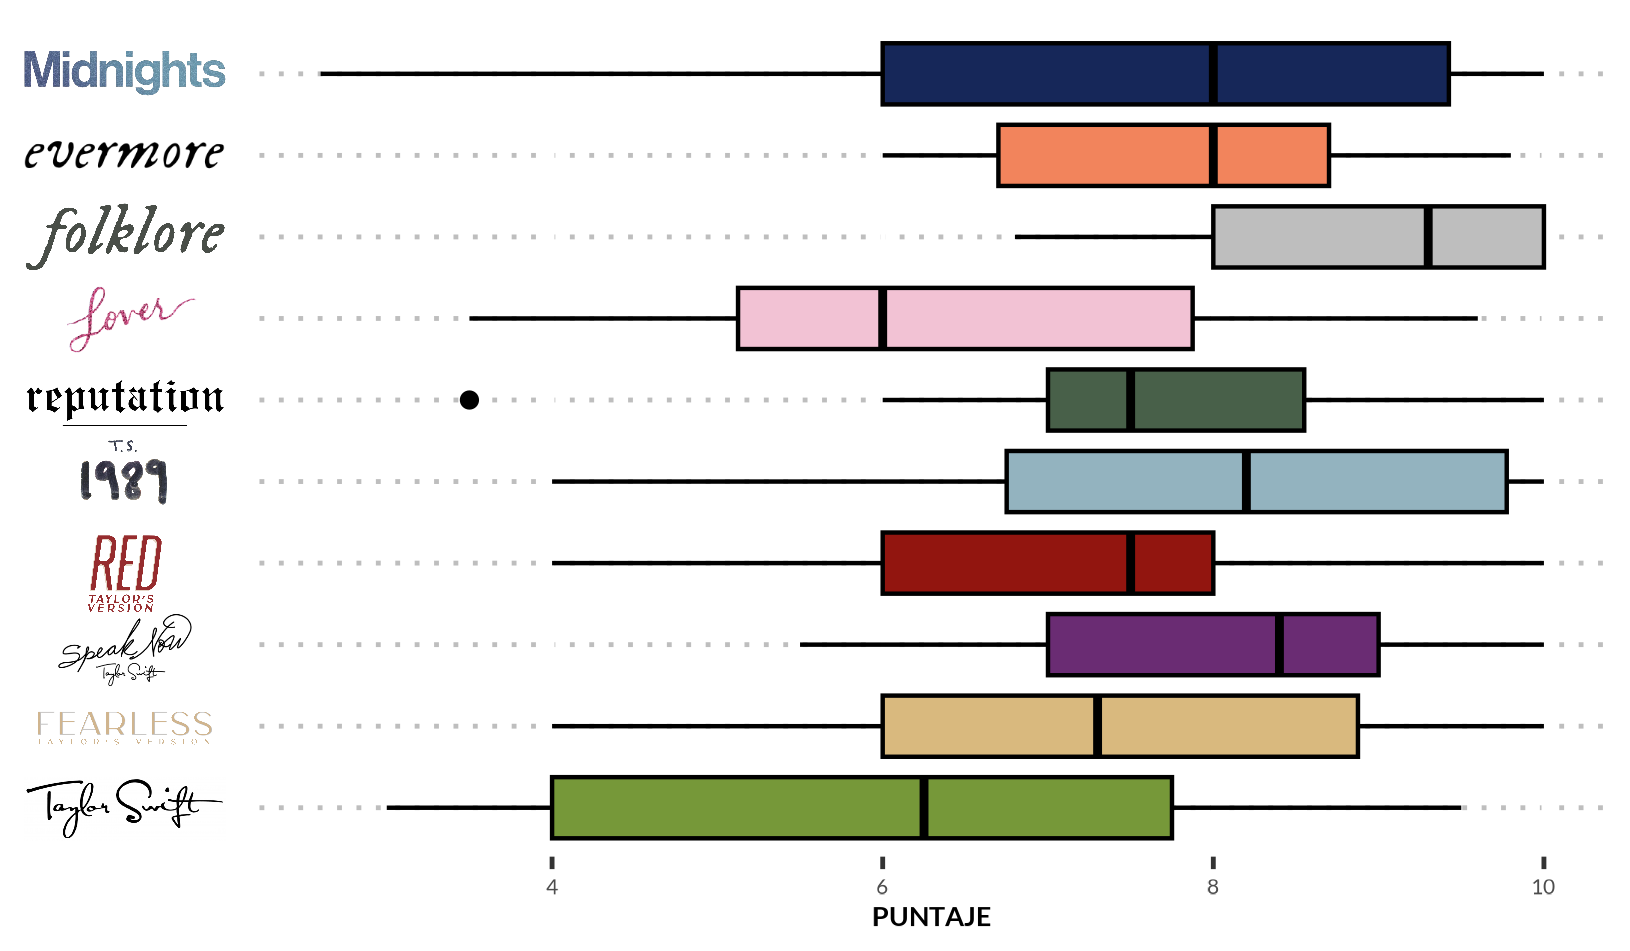 Midnights
evermore
folklore
Lover
reputation
T.S.
1989
RED
TAYLOR'S
VERSION
Speak Now
Taylor Swift
FEARLESS
TAYLOR'S VERSION
Taylor Swift
4 6 8 10
PUNTAJE